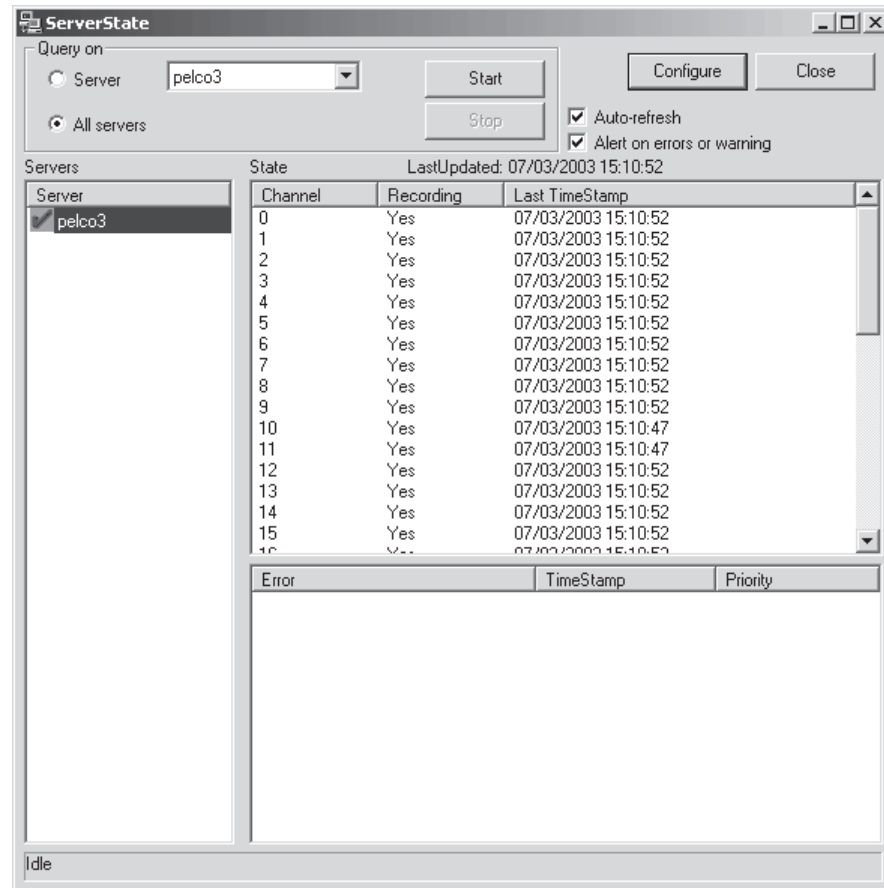 ServerState
Query on
Server pelco3 Start Configure Close
All servers Stop Auto-refresh
Alert on errors or warning
Servers State LastUpdated: 07/03/2003 15:10:52
Server Channel Recording Last TimeStamp
pelco3
0 Yes 07/03/2003 15:10:52
1 Yes 07/03/2003 15:10:52
2 Yes 07/03/2003 15:10:52
3 Yes 07/03/2003 15:10:52
4 Yes 07/03/2003 15:10:52
5 Yes 07/03/2003 15:10:52
6 Yes 07/03/2003 15:10:52
7 Yes 07/03/2003 15:10:52
8 Yes 07/03/2003 15:10:52
9 Yes 07/03/2003 15:10:52
10 Yes 07/03/2003 15:10:47
11 Yes 07/03/2003 15:10:47
12 Yes 07/03/2003 15:10:52
13 Yes 07/03/2003 15:10:52
14 Yes 07/03/2003 15:10:52
15 Yes 07/03/2003 15:10:52
Error TimeStamp Priority
Idle